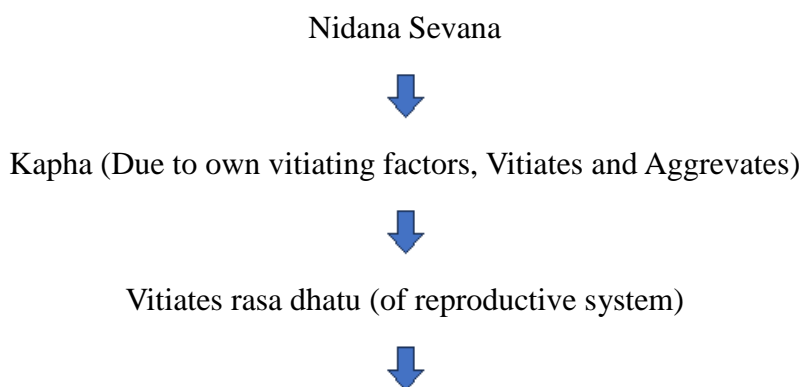 Nidana Sevana
Kapha (Due to own vitiating factors, Vitiates and Aggrevates)
Vitiates rasa dhatu (of reproductive system)